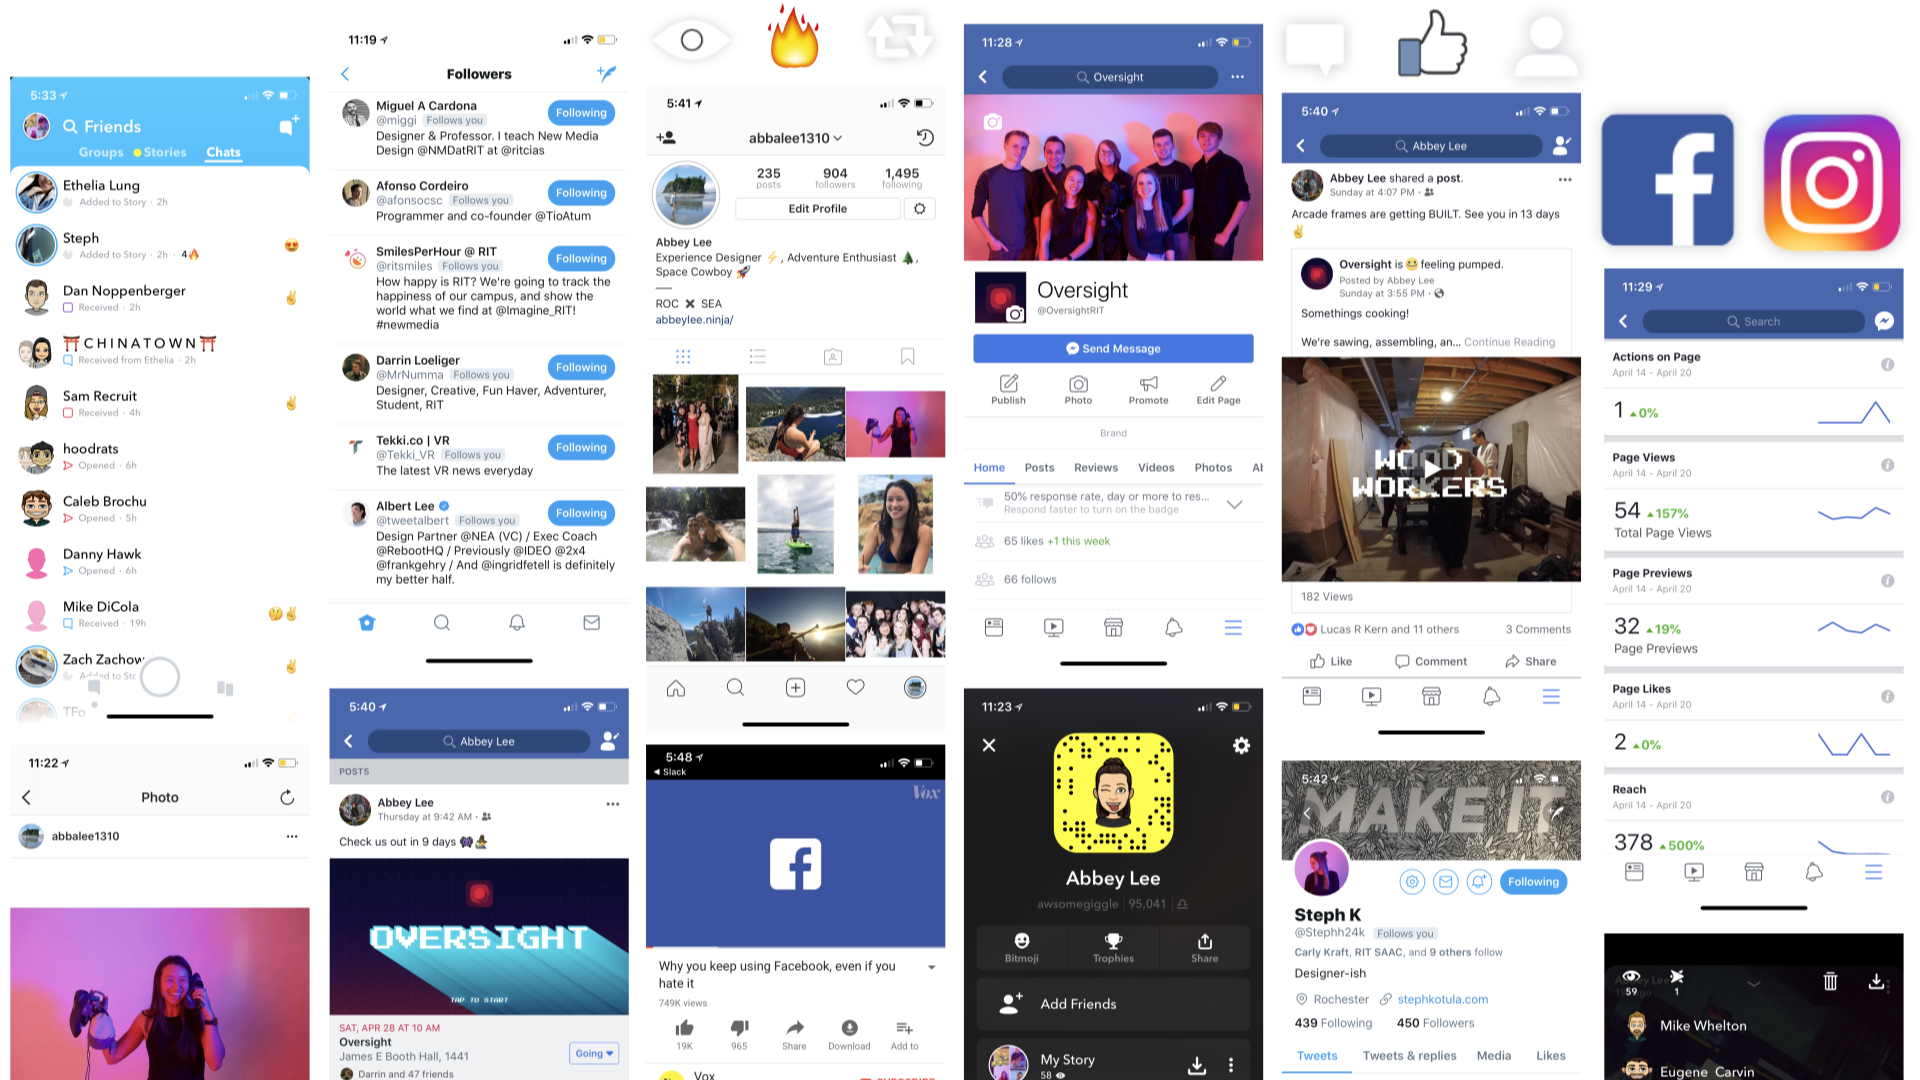 5:33
Friends
Groups
Stories
Chats
Ethelia Lung
Added to Story · 2h
Steph
Added to Story · 2h · 4🔥
Dan Noppenberger
Received · 2h
⛩CHINATOWN⛩
Received from Ethelia · 2h
Sam Recruit
Received · 4h
hoodrats
Opened · 6h
Caleb Brochu
Opened · 5h
Danny Hawk
Opened · 6h
Mike DiCola
Received · 19h
Zach Zachow
Added to Sto
TFo
11:22
Photo
abbalee1310
11:19
Followers
Miguel A Cardona
Following
@miggi Follows you
Designer & Professor. I teach New Media
Design @NMDatRIT at @ritcias
Afonso Cordeiro
Following
@afonsocsc Follows you
Programmer and co-founder @TioAtum
SmilesPerHour @ RIT
Following
@ritsmiles Follows you
How happy is RIT? We're going to track the
happiness of our campus, and show the
world what we find at @Imagine_RIT!
#newmedia
Darrin Loeliger
Following
@MrNumma Follows you
Designer, Creative, Fun Haver, Adventurer,
Student, RIT
Tekki.co | VR
Following
@Tekki_VR Follows you
The latest VR news everyday
Albert Lee
Following
@tweetalbert Follows you
Design Partner @NEA (VC) / Exec Coach
@RebootHQ / Previously @IDEO @2x4
@frankgehry / And @ingridfetell is definitely
my better half.
5:40
Abbey Lee
POSTS
Abbey Lee
Thursday at 9:42 AM ·
Check us out in 9 days
OVERSIGHT
TAP TO START
SAT, APR 28 AT 10 AM
Oversight
James E Booth Hall, 1441
Going
Darrin and 47 friends
5:41
abbalee1310
235 904 1,495
posts followers following
Edit Profile
Abbey Lee
Experience Designer ⚡, Adventure Enthusiast 🌲,
Space Cowboy 🚀
—
ROC ✖ SEA
abbeylee.ninja/
5:48
Slack
Vox
Why you keep using Facebook, even if you
hate it
749K views
19K 965 Share Download Add to
Vox
SUBSCRIBE
11:28
Oversight
Oversight
@OversightRIT
Send Message
Publish Photo Promote Edit Page
Brand
Home Posts Reviews Videos Photos Al
50% response rate, day or more to res...
Respond faster to turn on the badge
65 likes +1 this week
66 follows
11:23
Abbey Lee
awsomegiggle | 95,041 | ♎
Bitmoji Trophies Share
Add Friends
My Story
58
5:40
Abbey Lee
Abbey Lee shared a post.
Sunday at 4:07 PM ·
Arcade frames are getting BUILT. See you in 13 days
✌
Oversight is 😀 feeling pumped.
Posted by Abbey Lee
Sunday at 3:55 PM ·
Somethings cooking!
We're sawing, assembling, an... Continue Reading
WOOD
WORKERS
182 Views
Lucas R Kern and 11 others 3 Comments
Like Comment Share
5:42
MAKE IT
Following
Steph K
@Stephh24k Follows you
Carly Kraft, RIT SAAC, and 9 others follow
Designer-ish
Rochester stephkotula.com
439 Following 450 Followers
Tweets Tweets & replies Media Likes
11:29
Search
Actions on Page
April 14 - April 20
1 ▲0%
Page Views
April 14 - April 20
54 ▲157%
Total Page Views
Page Previews
April 14 - April 20
32 ▲19%
Page Previews
Page Likes
April 14 - April 20
2 ▲0%
Reach
April 14 - April 20
378 ▲500%
59 1
Mike Whelton
Eugene Carvin